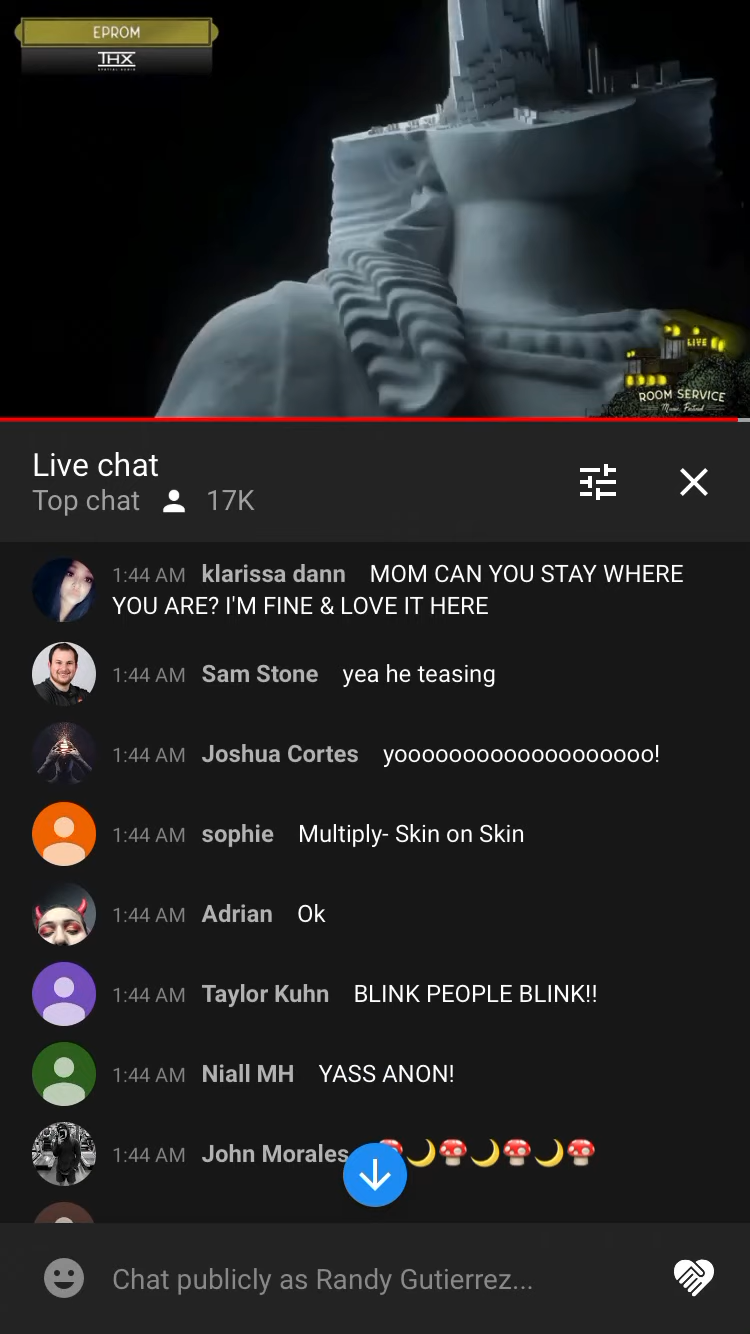 EPROM
THX
LIVE
ROOM SERVICE
Music Festival
Live chat
Top chat 17K
1:44 AM klarissa dann MOM CAN YOU STAY WHERE
YOU ARE? I'M FINE & LOVE IT HERE
1:44 AM Sam Stone yea he teasing
1:44 AM Joshua Cortes yooooooooooooooooooo!
1:44 AM sophie Multiply- Skin on Skin
1:44 AM Adrian Ok
1:44 AM Taylor Kuhn BLINK PEOPLE BLINK!!
1:44 AM Niall MH YASS ANON!
1:44 AM John Morales 🍄🌙🍄🌙🍄🌙🍄
Chat publicly as Randy Gutierrez...